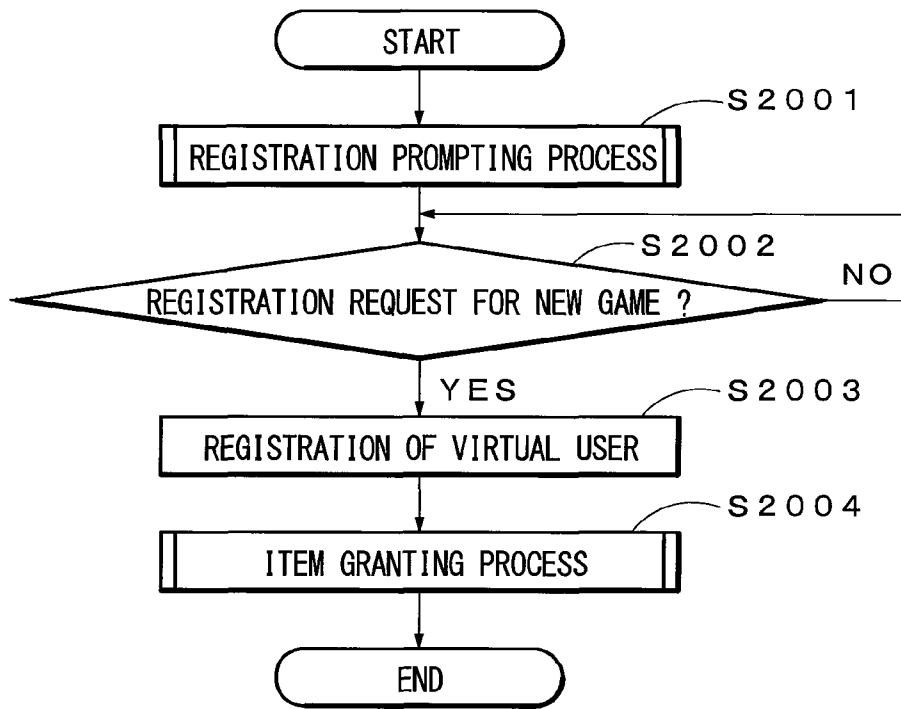 START
S2001
REGISTRATION PROMPTING PROCESS
S2002
REGISTRATION REQUEST FOR NEW GAME ?
NO
YES
S2003
REGISTRATION OF VIRTUAL USER
S2004
ITEM GRANTING PROCESS
END